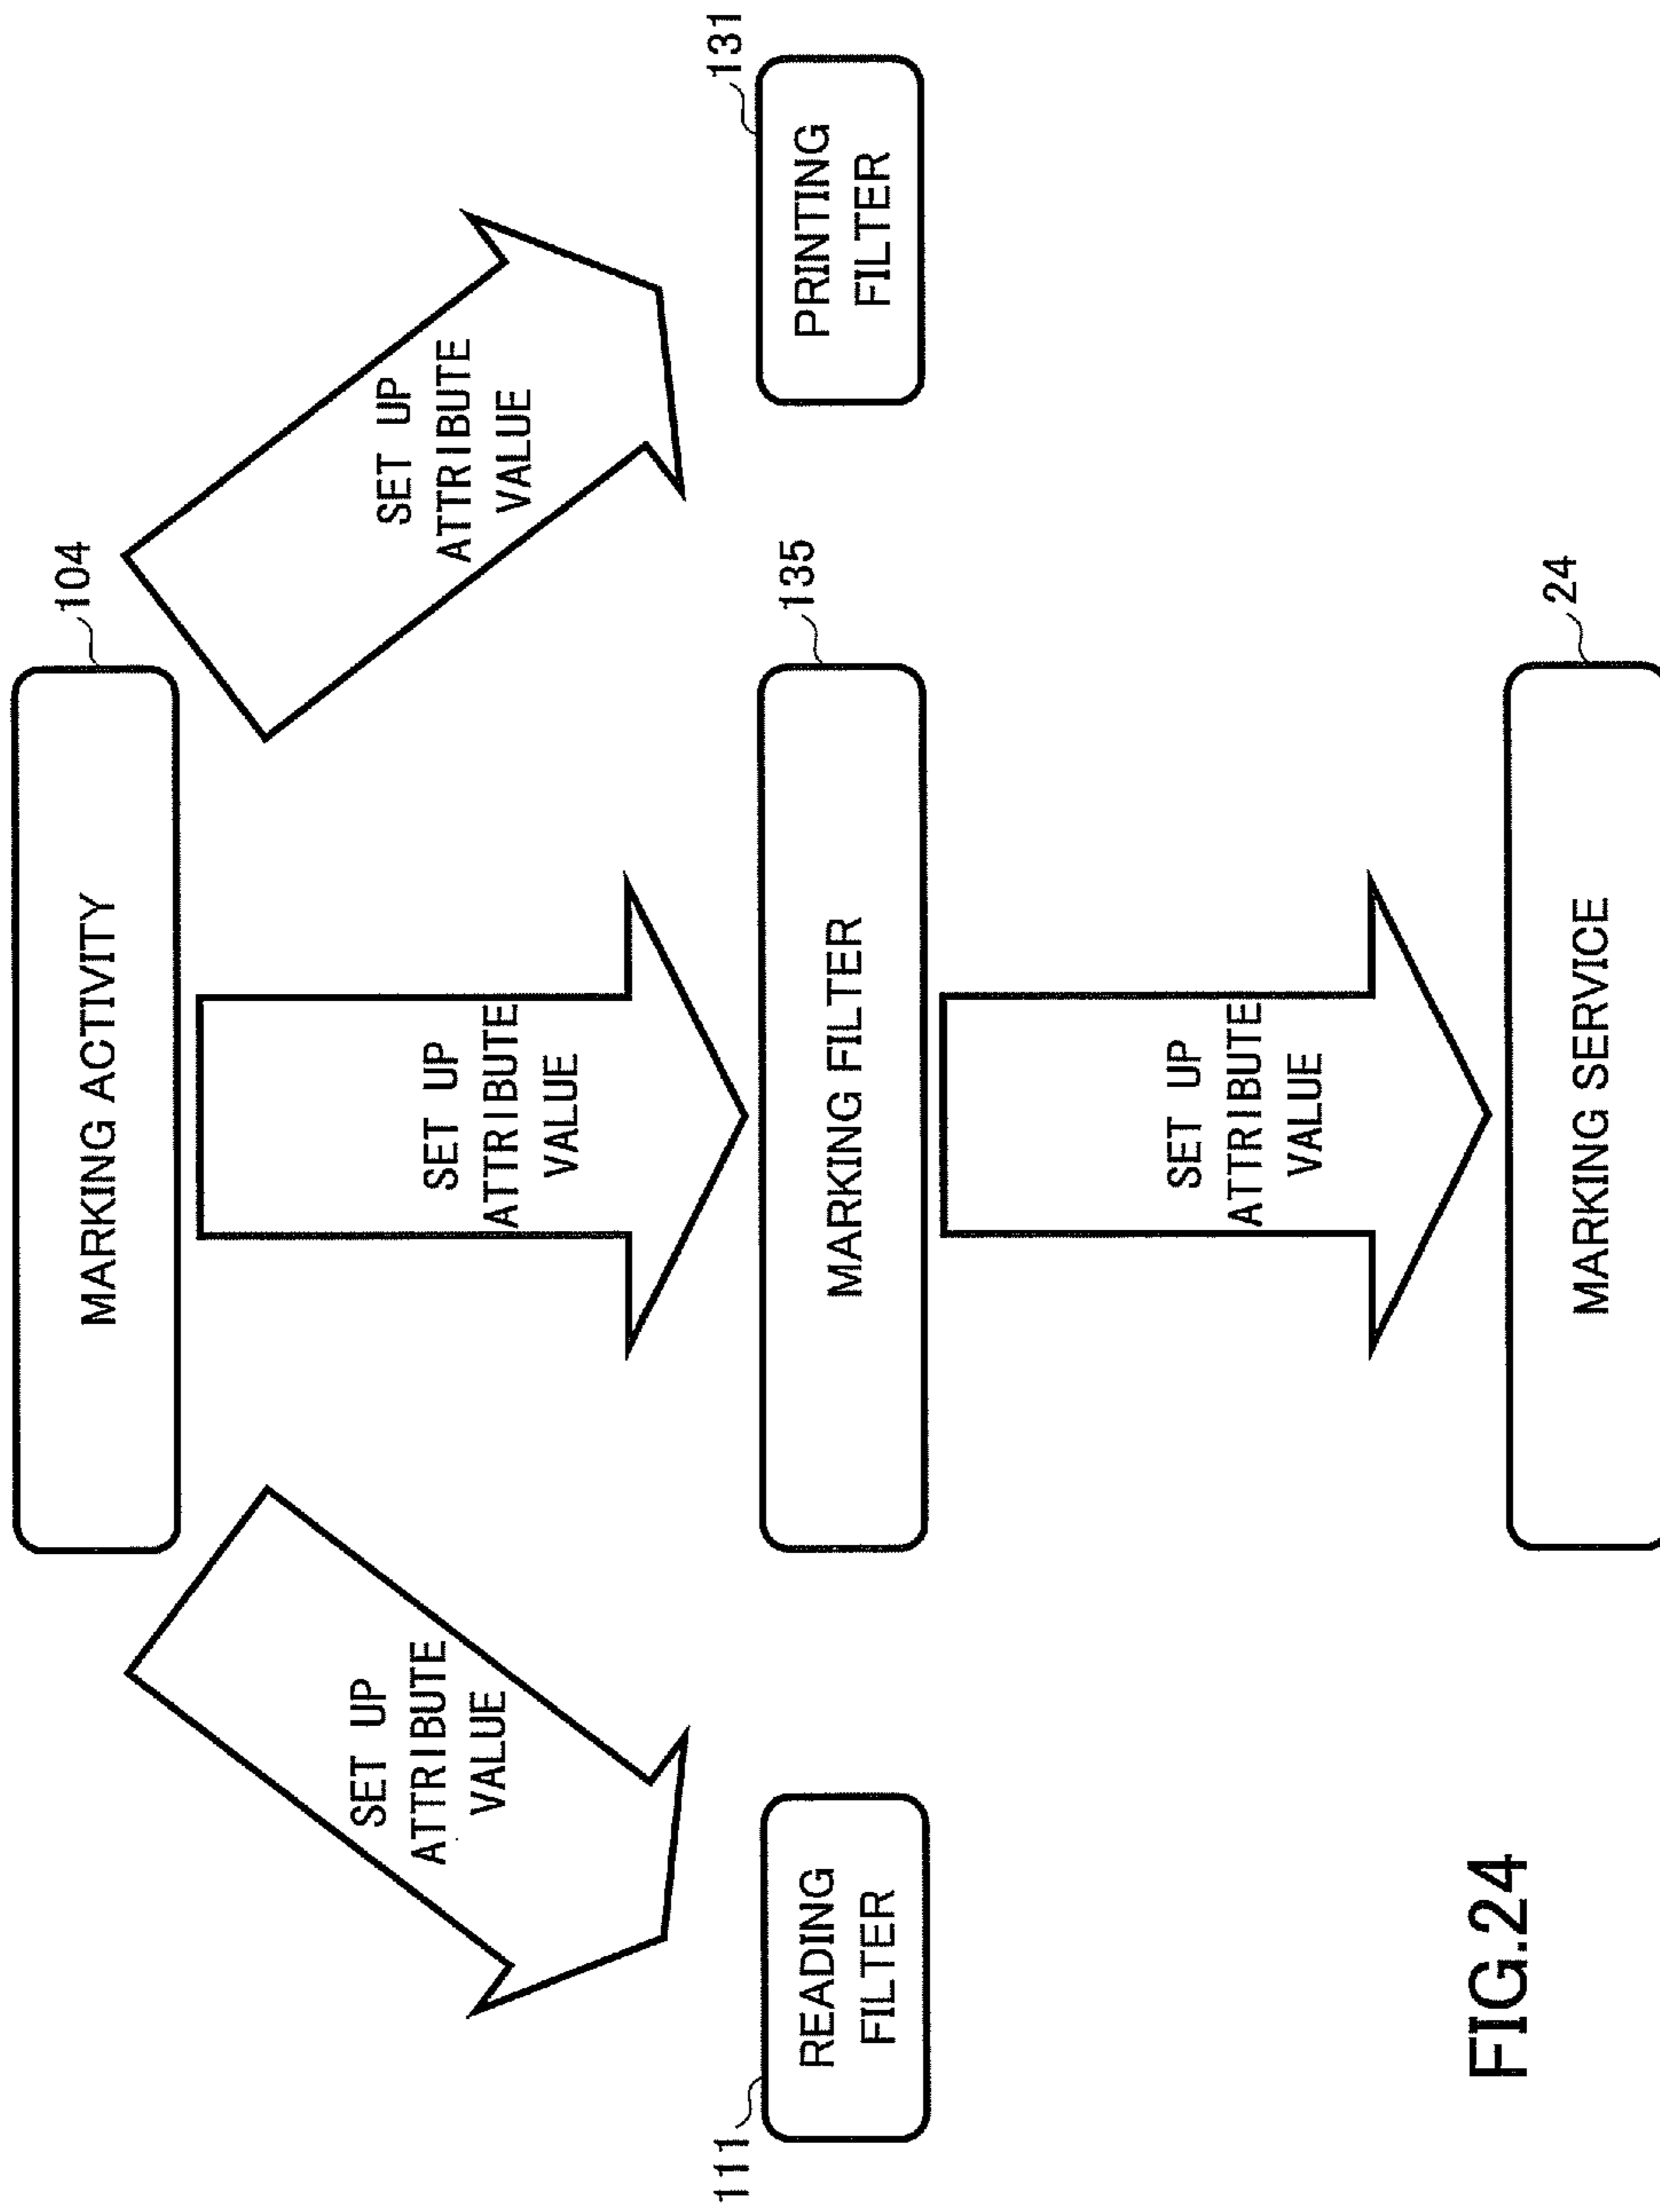 MARKING ACTIVITY
104
SET UP
ATTRIBUTE
VALUE
SET UP
ATTRIBUTE
VALUE
SET UP
ATTRIBUTE
VALUE
111
READING
FILTER
MARKING FILTER
135
PRINTING
FILTER
131
SET UP
ATTRIBUTE
VALUE
MARKING SERVICE
24
FIG.24